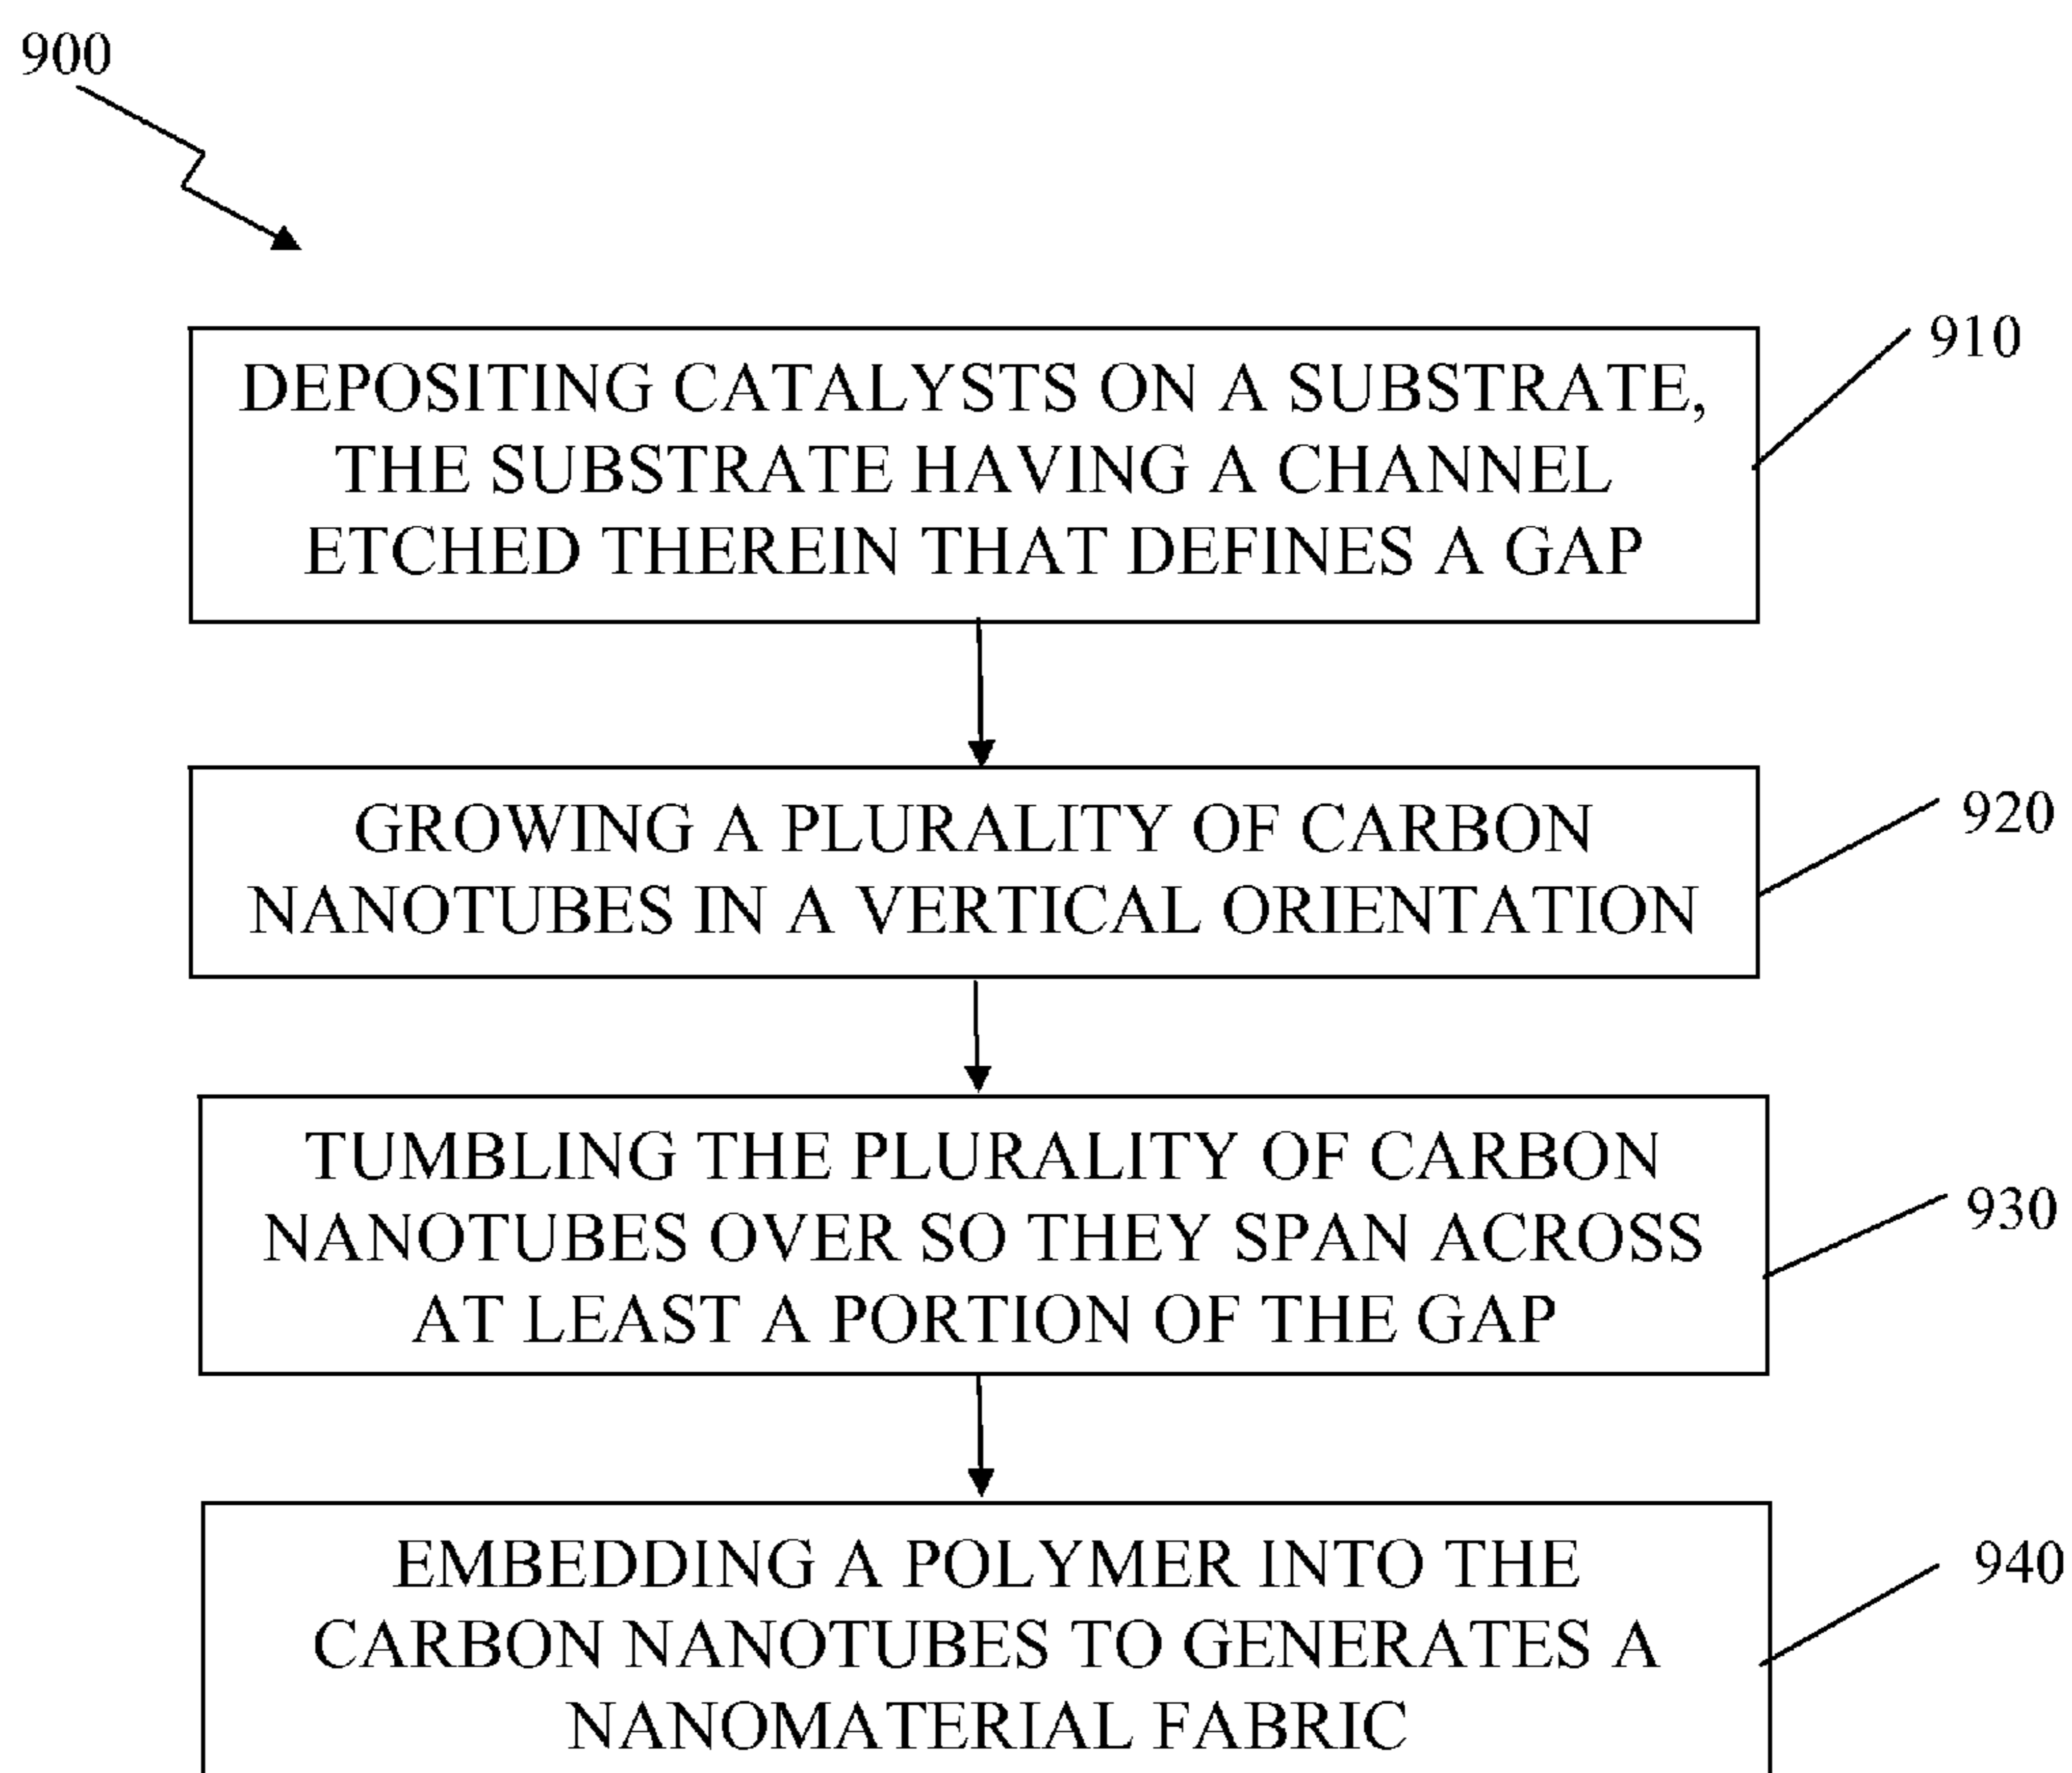 900
910
DEPOSITING CATALYSTS ON A SUBSTRATE,
THE SUBSTRATE HAVING A CHANNEL
ETCHED THEREIN THAT DEFINES A GAP
920
GROWING A PLURALITY OF CARBON
NANOTUBES IN A VERTICAL ORIENTATION
930
TUMBLING THE PLURALITY OF CARBON
NANOTUBES OVER SO THEY SPAN ACROSS
AT LEAST A PORTION OF THE GAP
940
EMBEDDING A POLYMER INTO THE
CARBON NANOTUBES TO GENERATES A
NANOMATERIAL FABRIC